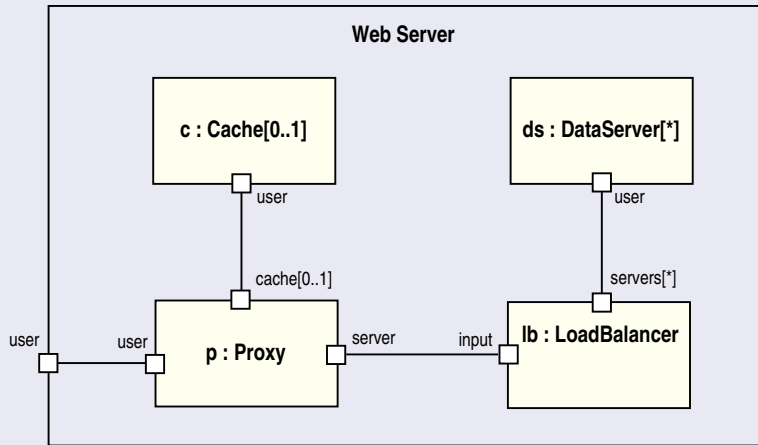 Web Server
c : Cache[0..1]
ds : DataServer[*]
user
user
cache[0..1]
servers[*]
user
user
p : Proxy
server
input
lb : LoadBalancer